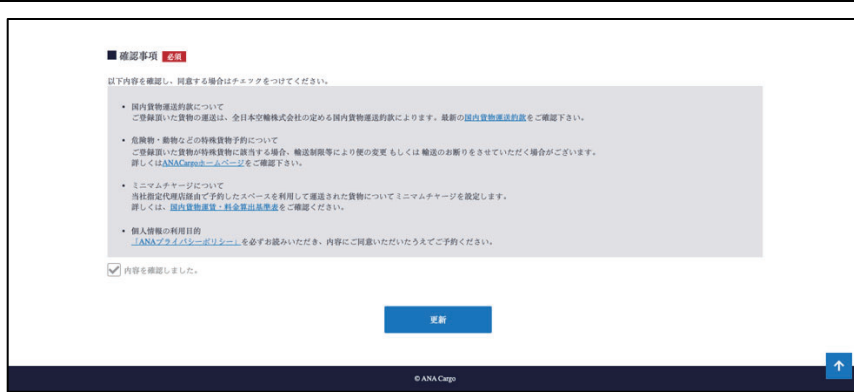 ■ 確認事項 必須
以下内容を確認し、同意する場合はチェックをつけてください。
• 国内貨物運送約款について
ご登録頂いた貨物の運送は、全日本空輸株式会社の定める国内貨物運送約款によります。最新の国内貨物運送約款をご確認下さい。
• 危険物・動物などの特殊貨物予約について
ご登録頂いた貨物が特殊貨物に該当する場合、輸送制限等により便の変更 もしくは 輸送のお断りをさせていただく場合がございます。
詳しくはANACargoホームページをご確認下さい。
• ミニマムチャージについて
当社指定代理店経由で予約したスペースを利用して運送された貨物についてミニマムチャージを設定します。
詳しくは、国内貨物運賃・料金算出基準表をご確認ください。
• 個人情報の利用目的
「ANAプライバシーポリシー」を必ずお読みいただき、内容にご同意いただいたうえでご予約ください。
内容を確認しました。
更新
© ANA Cargo